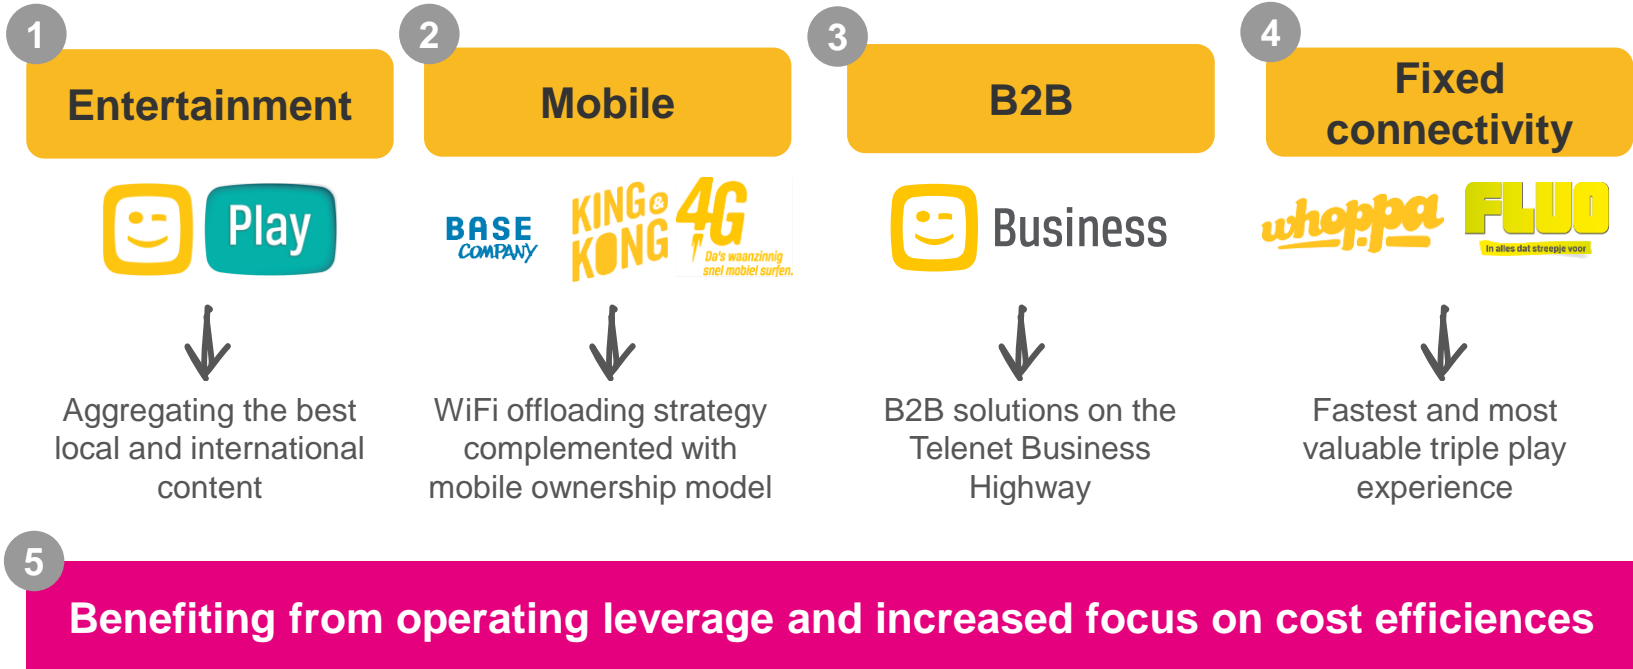 1
Entertainment
Play
Aggregating the best
local and international
content
2
Mobile
BASE
COMPANY
KING &
KONG
4G
Da's waanzinnig
snel mobiel surfen.
WiFi offloading strategy
complemented with
mobile ownership model
3
B2B
Business
B2B solutions on the
Telenet Business
Highway
4
Fixed
connectivity
whoppa
FLUO
In alles dat streepje voor
Fastest and most
valuable triple play
experience
5
Benefiting from operating leverage and increased focus on cost efficiences